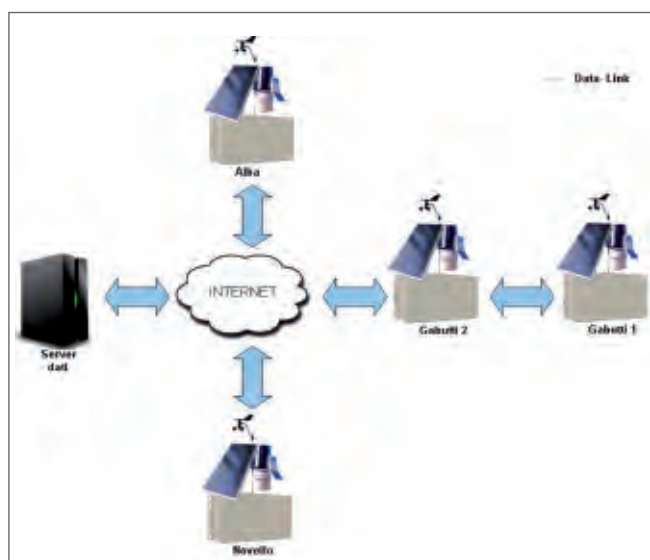 Data-Link
Alba
INTERNET
Gabutti 2
Gabutti 1
Server
dati
Novello